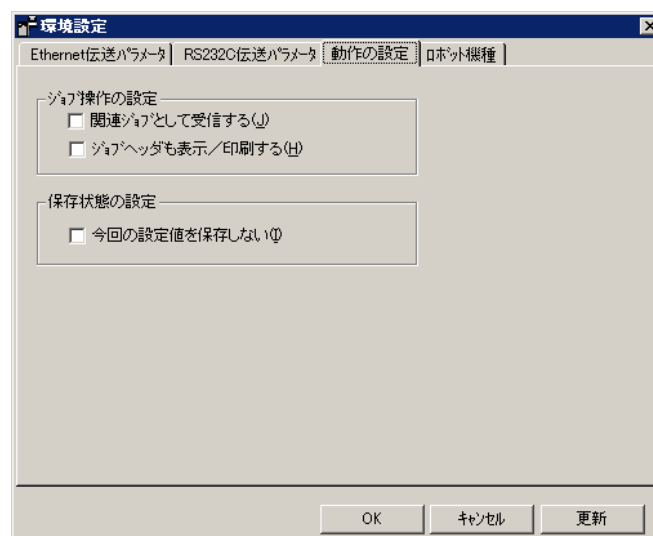 環境設定
Ethernet伝送ﾊﾟﾗﾒｰﾀ RS232C伝送ﾊﾟﾗﾒｰﾀ 動作の設定 ﾛﾎﾞｯﾄ機種
ｼﾞｮﾌﾞ操作の設定
関連ｼﾞｮﾌﾞとして受信する(J)
ｼﾞｮﾌﾞヘッダも表示／印刷する(H)
保存状態の設定
今回の設定値を保存しない(I)
OK ｷｬﾝｾﾙ 更新